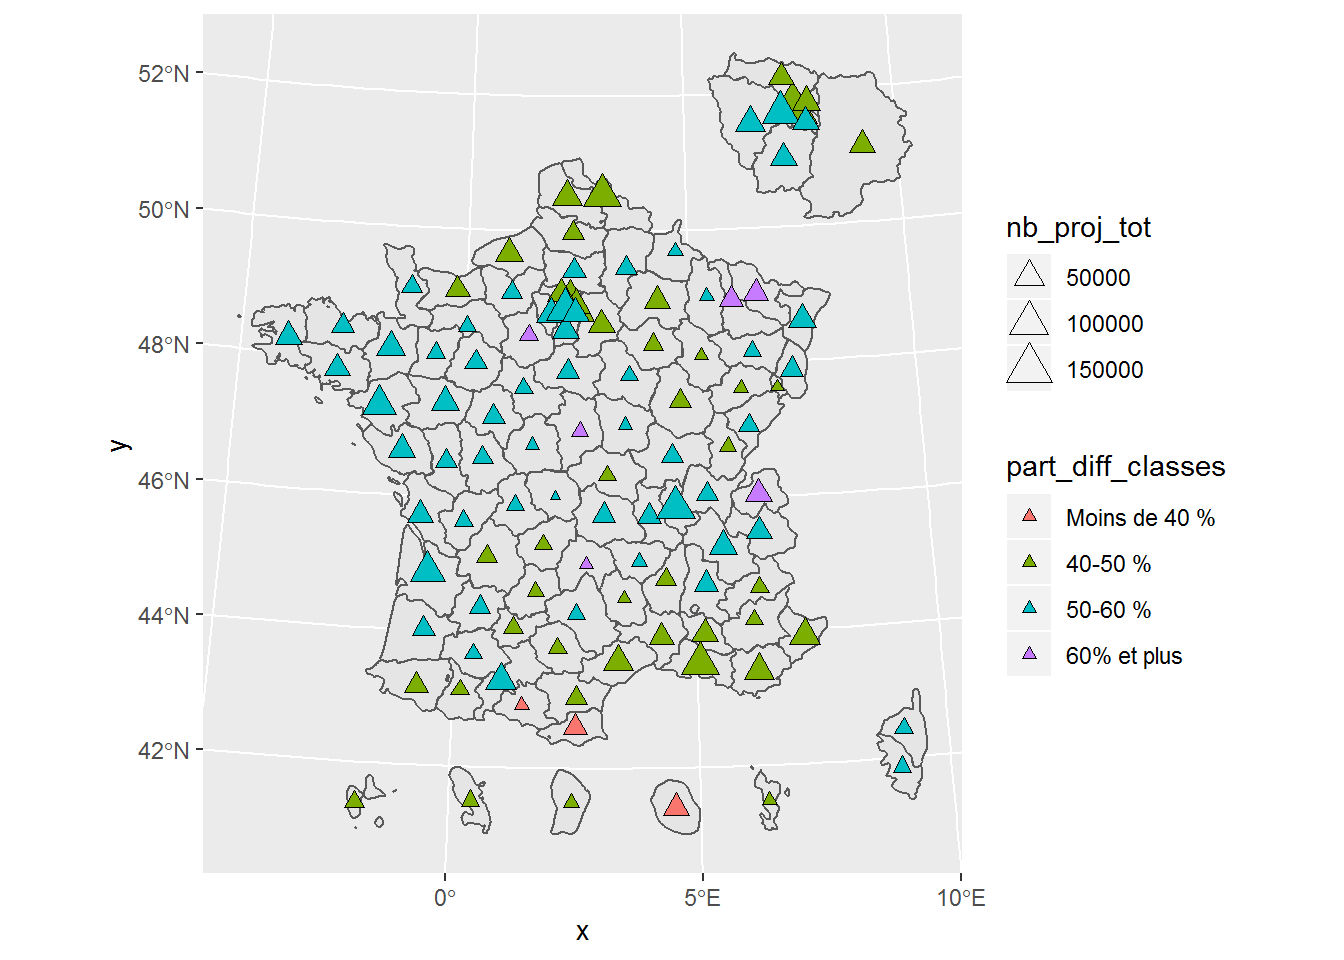 52°N
50°N
48°N
46°N
44°N
42°N
y
0°
5°E
10°E
x
nb_proj_tot
50000
100000
150000
part_diff_classes
Moins de 40 %
40-50 %
50-60 %
60% et plus